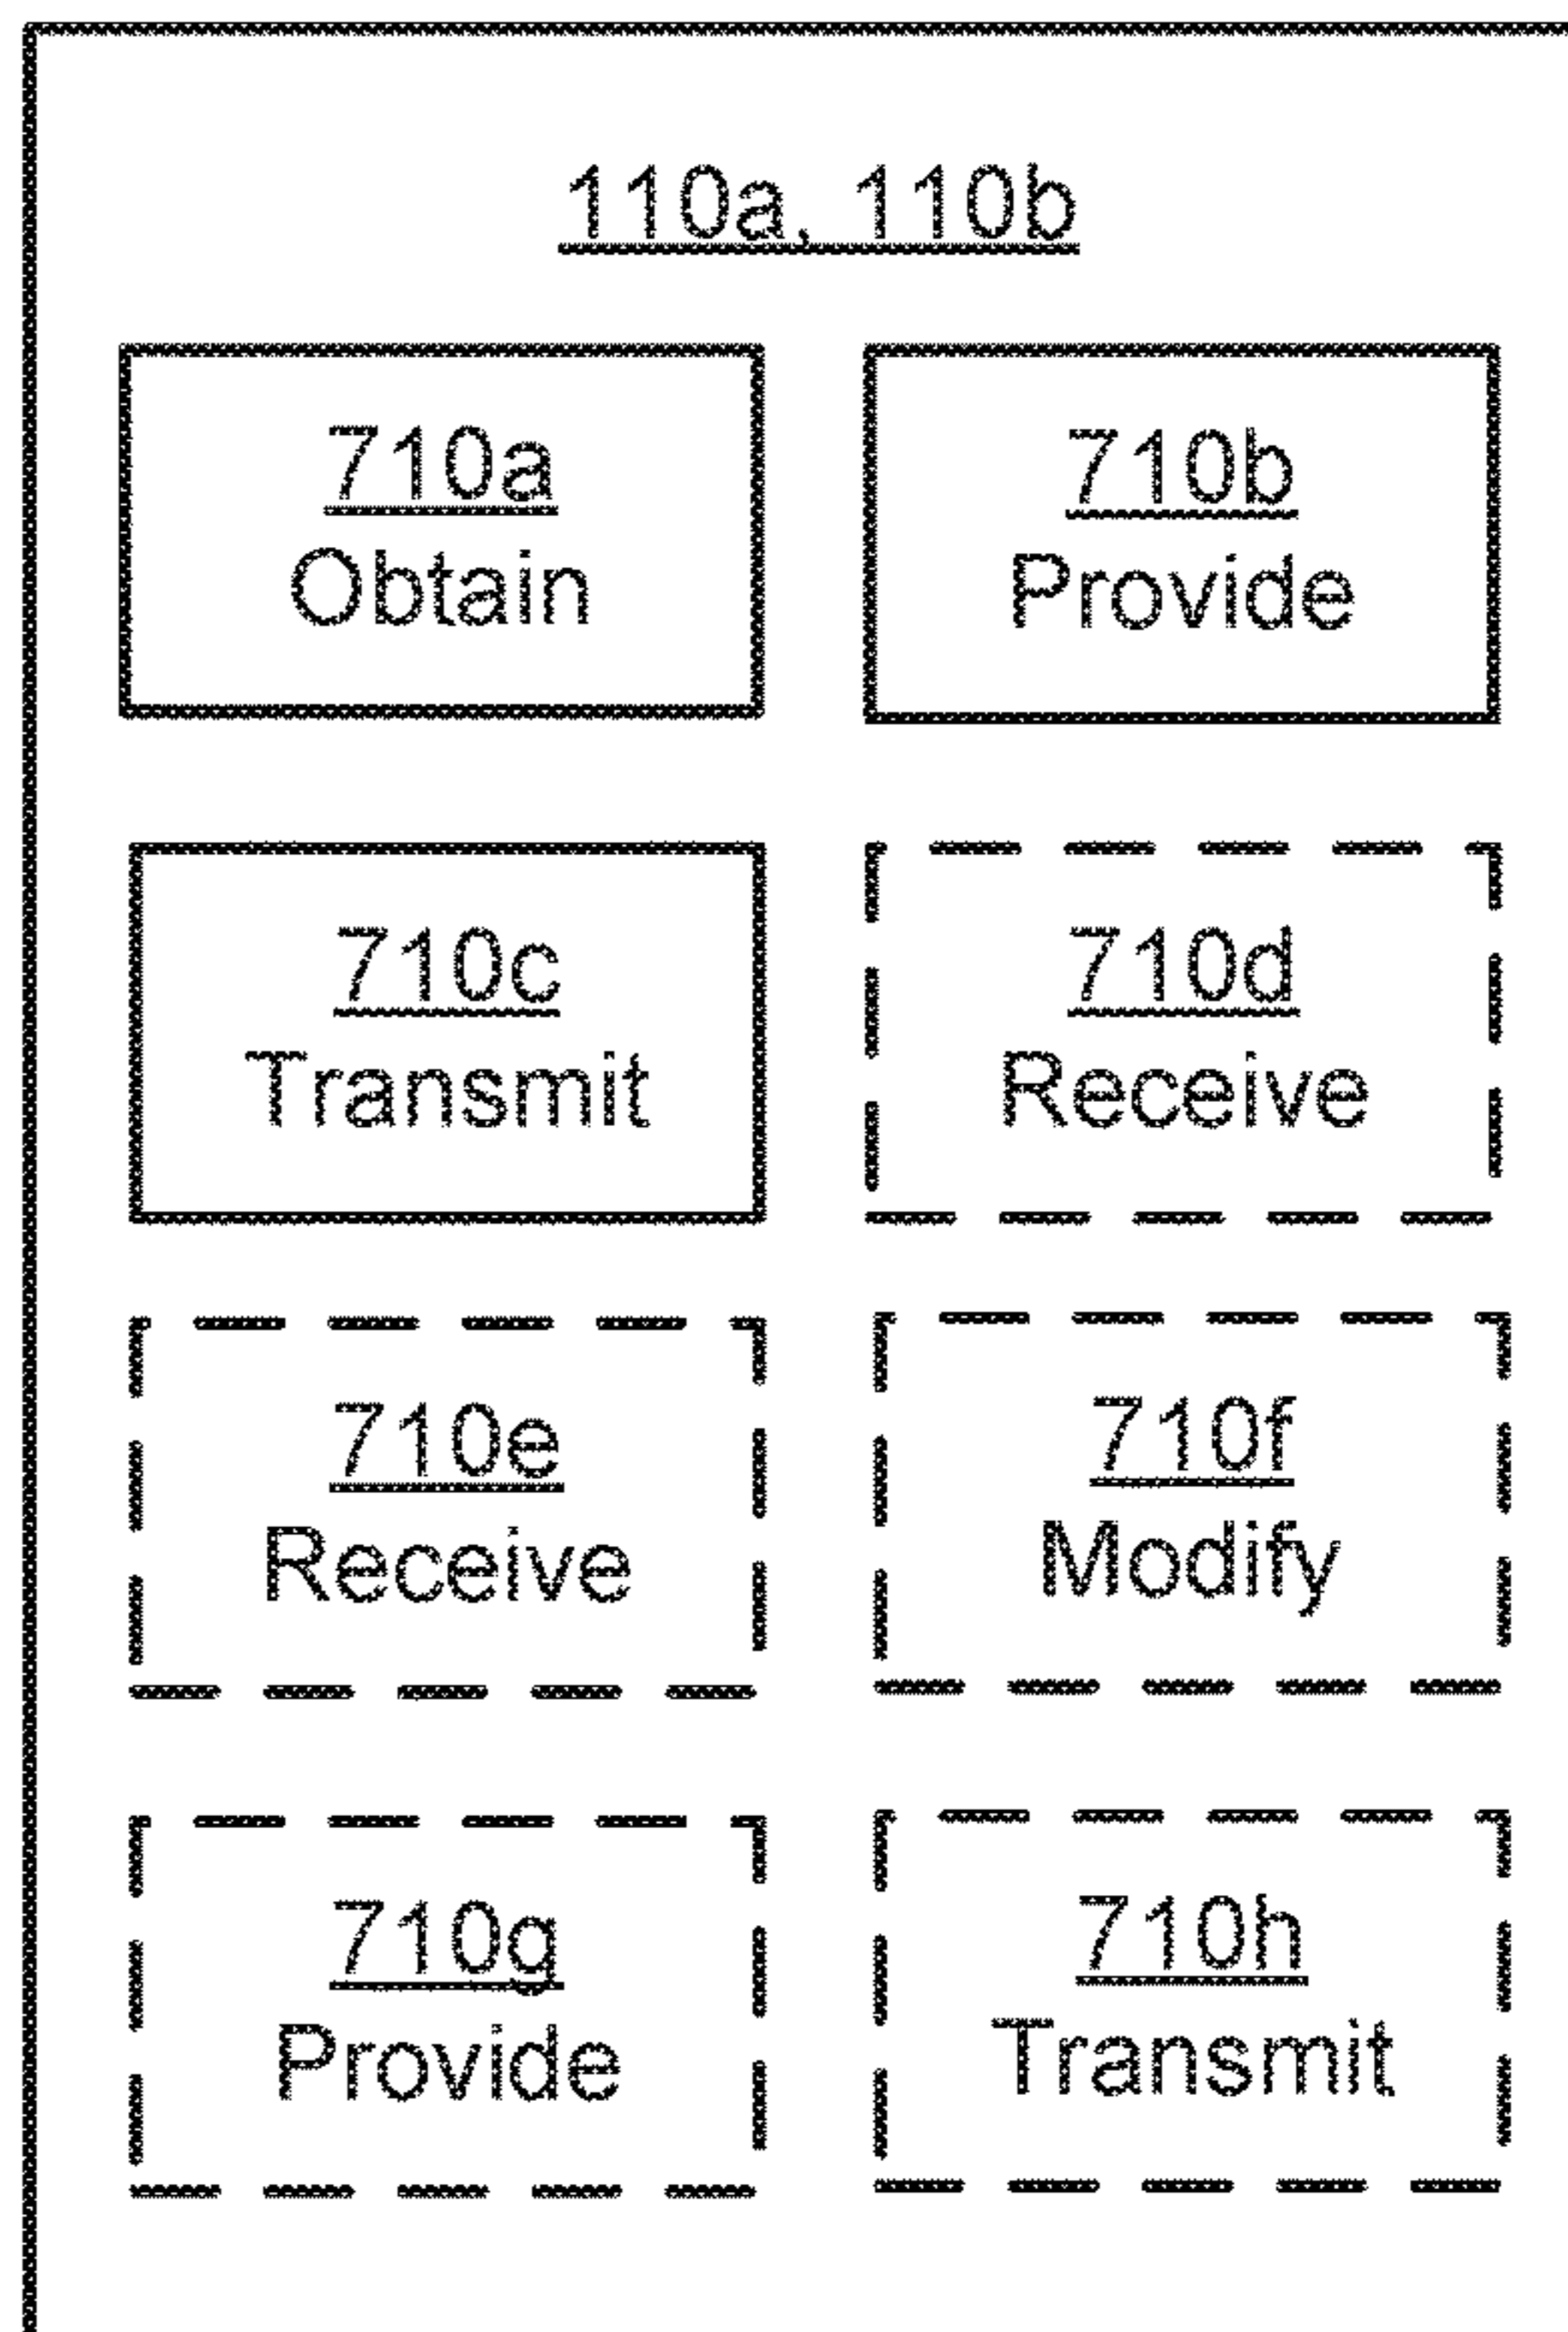 110a, 110b
710a
Obtain
710b
Provide
710c
Transmit
710d
Receive
710e
Receive
710f
Modify
710g
Provide
710h
Transmit